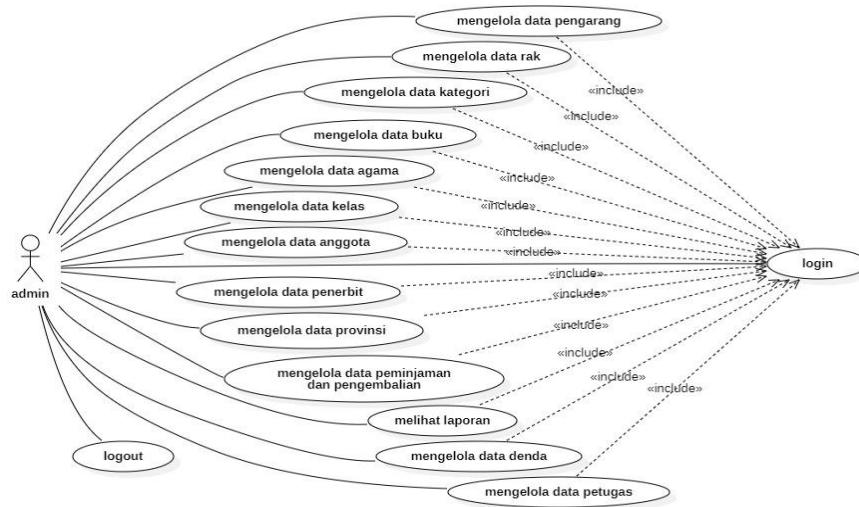 mengelola data pengarang
mengelola data rak
mengelola data kategori
«include»
«include»
mengelola data buku
«include»
mengelola data agama
«include»
mengelola data kelas
«include»
«include»
mengelola data anggota
«include»
login
admin
mengelola data penerbit
«include»
«include»
mengelola data provinsi
«include»
mengelola data peminjaman
dan pengembalian
«include»
«include»
melihat laporan
logout
mengelola data denda
mengelola data petugas